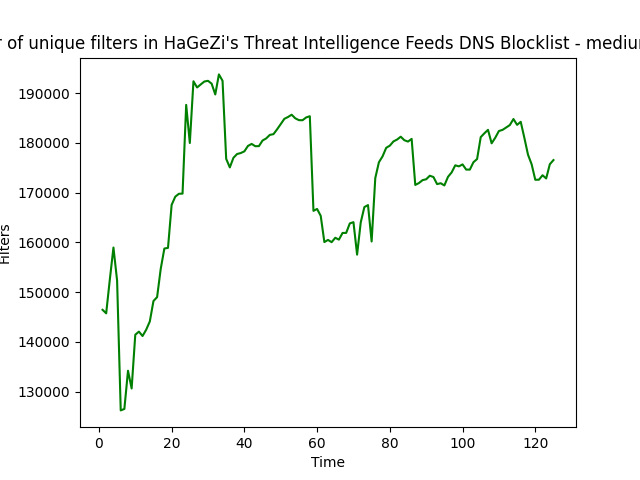 r of unique filters in HaGeZi's Threat Intelligence Feeds DNS Blocklist - mediu
190000
180000
170000
160000
150000
140000
130000
Filters
0 20 40 60 80 100 120
Time